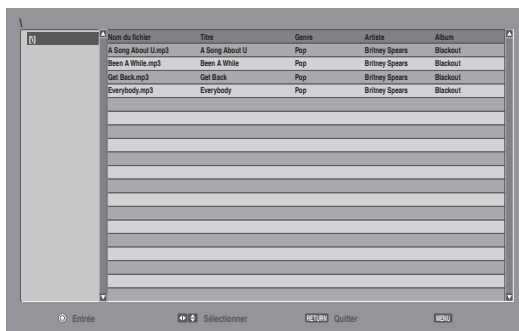 \
[\]
Nom du fichier Titre Genre Artiste Album
A Song About U.mp3 A Song About U Pop Britney Spears Blackout
Been A While.mp3 Been A While Pop Britney Spears Blackout
Get Back.mp3 Get Back Pop Britney Spears Blackout
Everybody.mp3 Everybody Pop Britney Spears Blackout
Entrée Sélectionner RETURN Quitter MENU